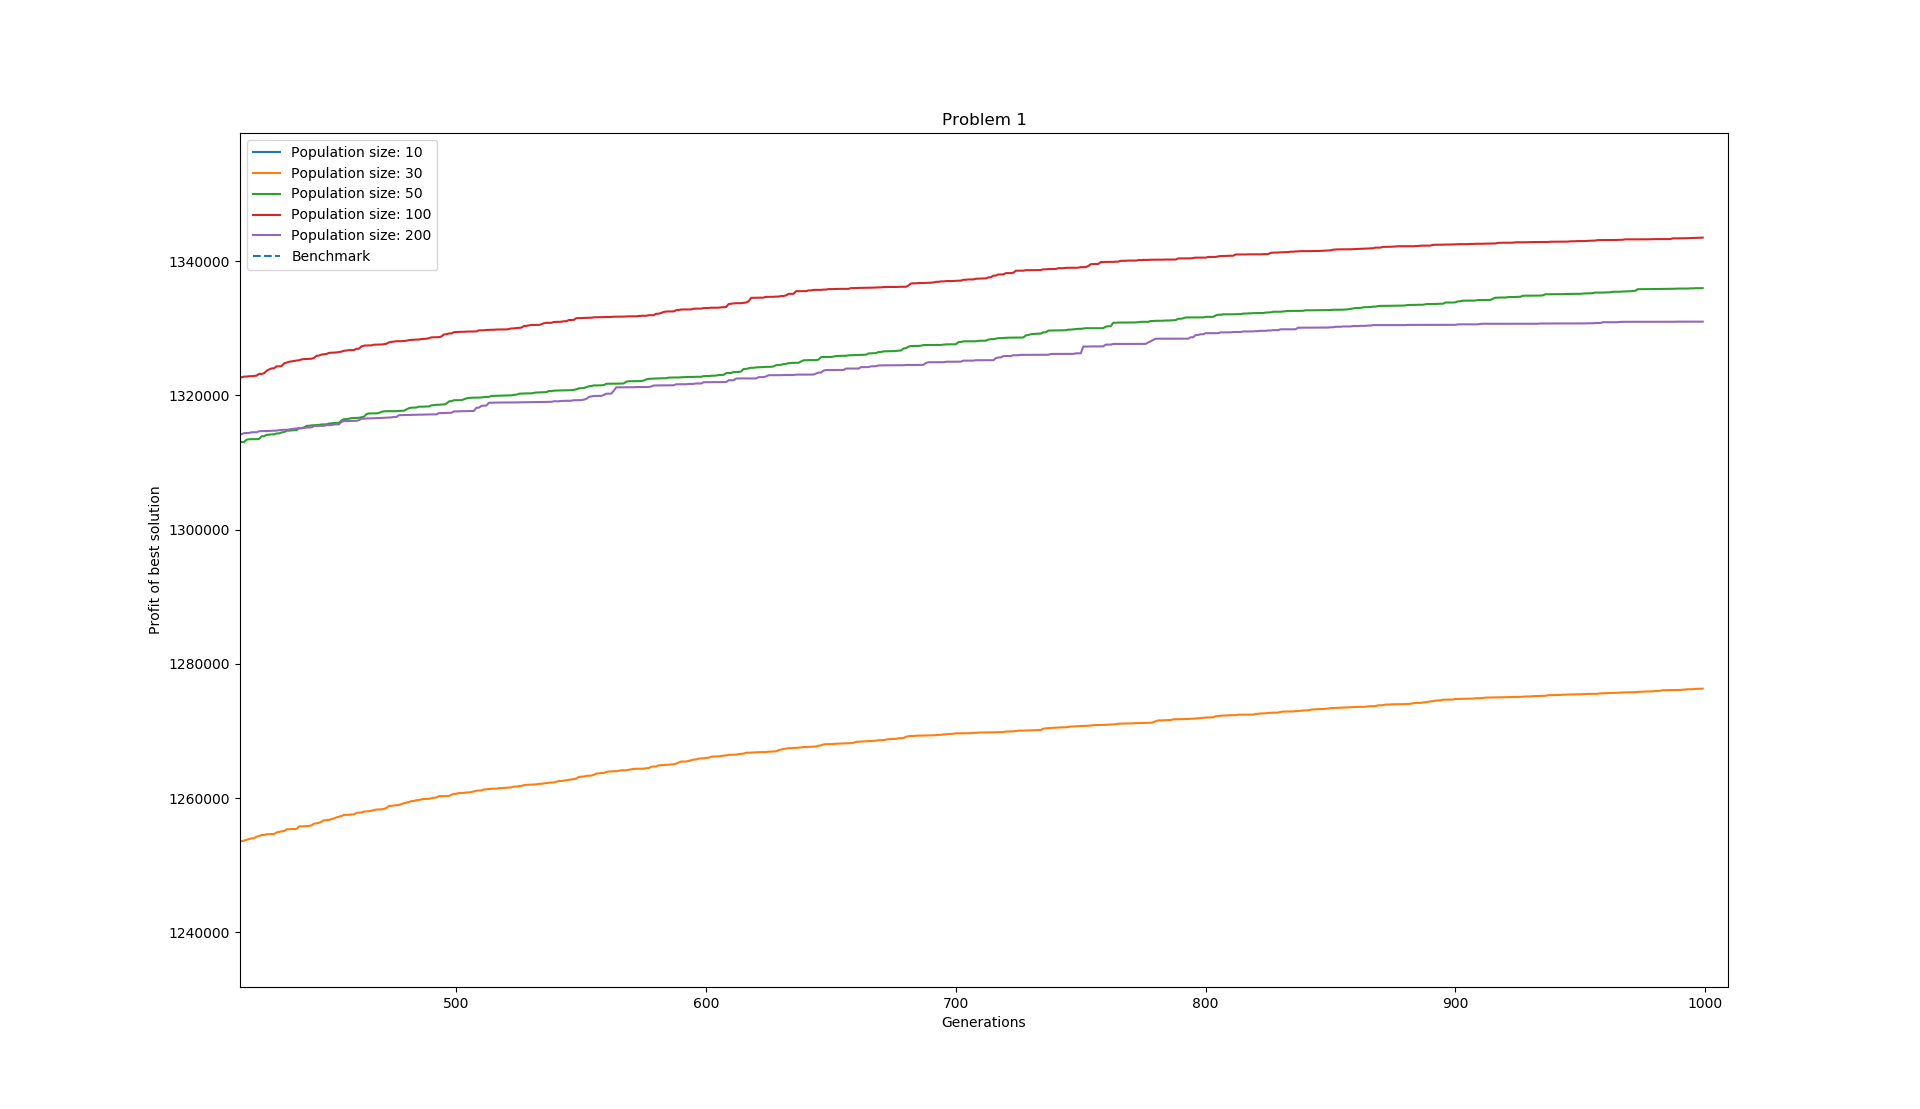 Problem 1
Population size: 10
Population size: 30
Population size: 50
Population size: 100
Population size: 200
Benchmark
Profit of best solution
1340000
1320000
1300000
1280000
1260000
1240000
500 600 700 800 900 1000
Generations